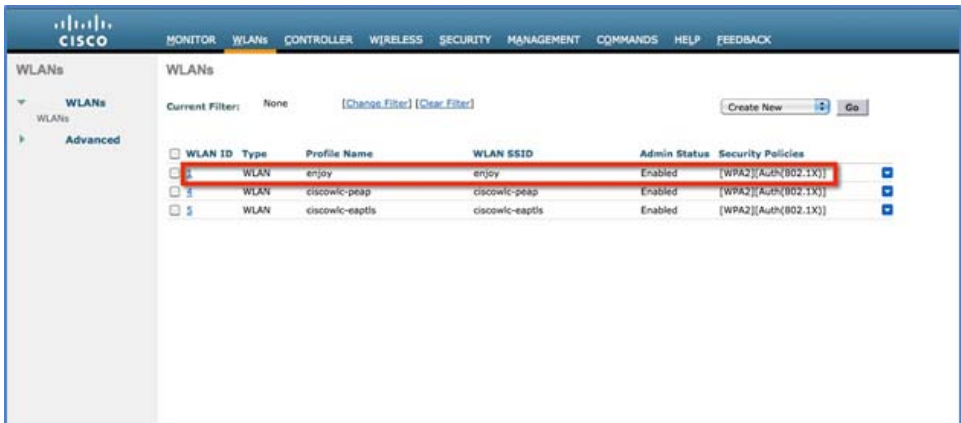 CISCO
MONITOR WLANs CONTROLLER WIRELESS SECURITY MANAGEMENT COMMANDS HELP FEEDBACK
WLANs
WLANs
WLANs
Advanced
WLANs
Current Filter: None [Change Filter] [Clear Filter] Create New Go
WLAN ID Type Profile Name WLAN SSID Admin Status Security Policies
WLAN enjoy enjoy Enabled [WPA2][Auth(802.1X)]
4 WLAN ciscowlc-peap ciscowlc-peap Enabled [WPA2][Auth(802.1X)]
5 WLAN ciscowlc-eaptls ciscowlc-eaptls Enabled [WPA2][Auth(802.1X)]